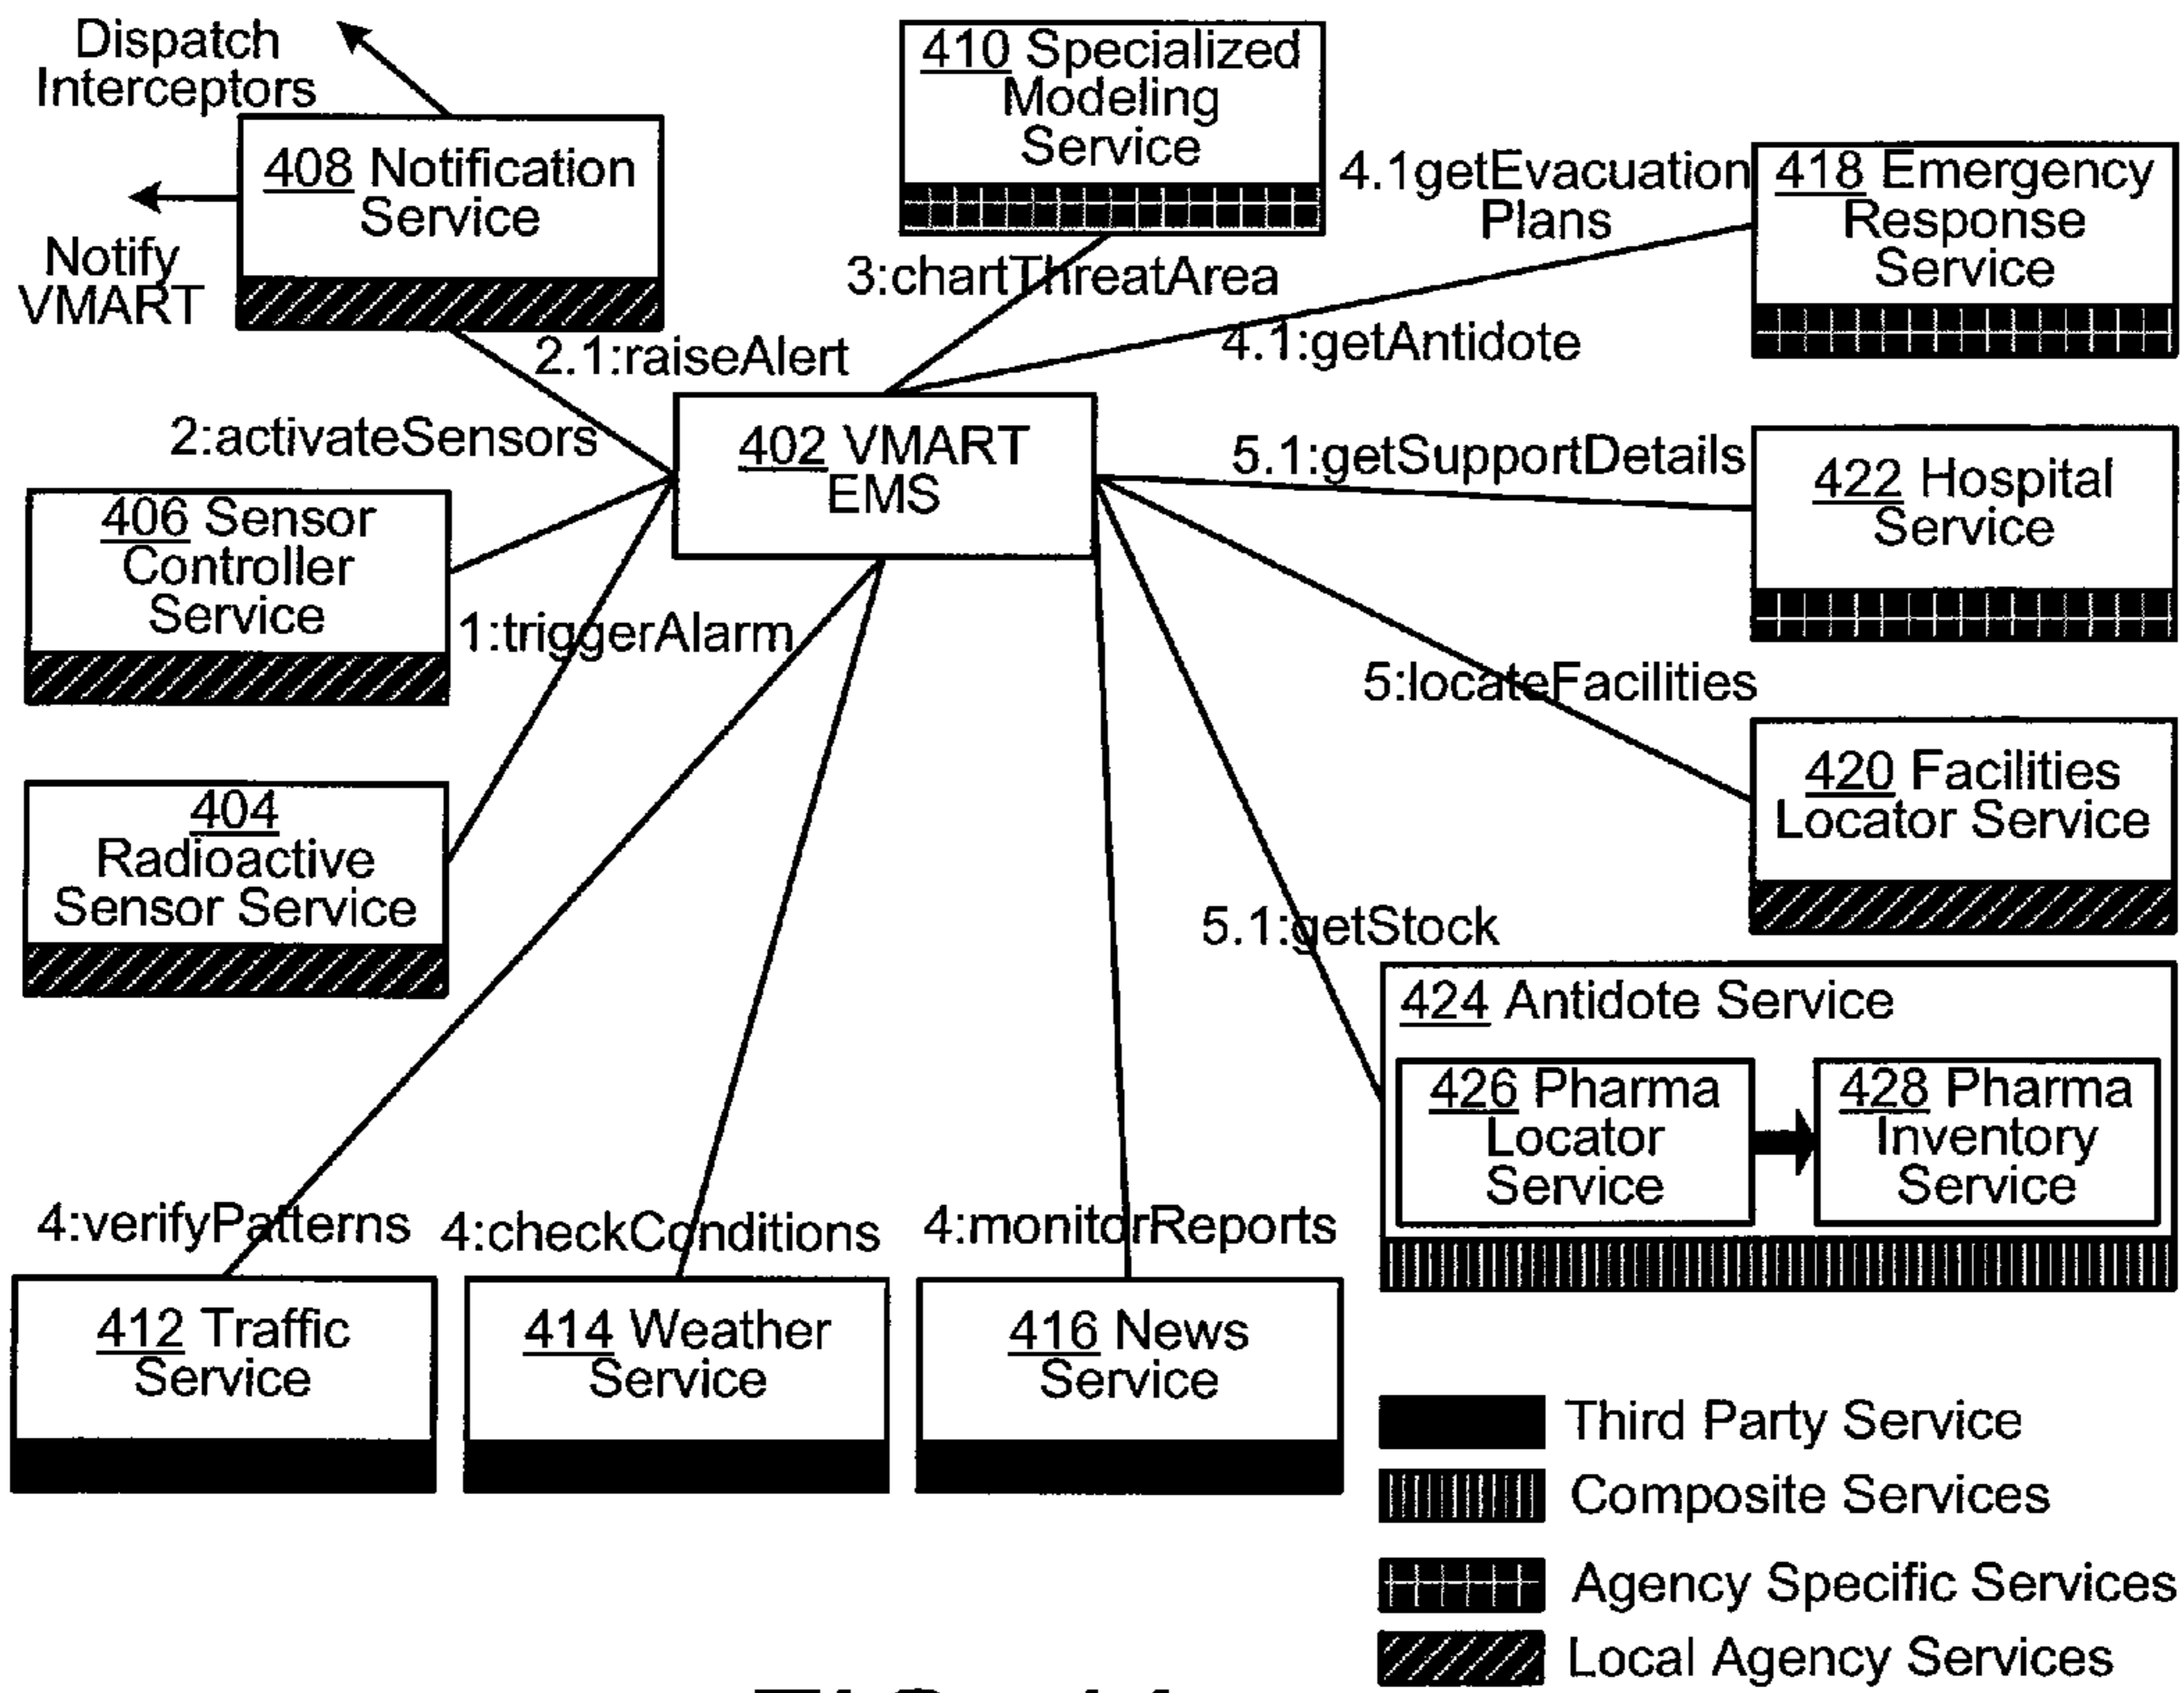 Dispatch
Interceptors
408 Notification
Service
Notify
VMART
410 Specialized
Modeling
Service
4.1getEvacuation
Plans
418 Emergency
Response
Service
3:chartThreatArea
2.1:raiseAlert
4.1:getAntidote
2:activateSensors
402 VMART
EMS
5.1:getSupportDetails
422 Hospital
Service
406 Sensor
Controller
Service
1:triggerAlarm
5:locateFacilities
420 Facilities
Locator Service
404
Radioactive
Sensor Service
5.1:getStock
424 Antidote Service
426 Pharma
Locator
Service
428 Pharma
Inventory
Service
4:verifyPatterns
4:checkConditions
4:monitorReports
412 Traffic
Service
414 Weather
Service
416 News
Service
Third Party Service
Composite Services
Agency Specific Services
Local Agency Services